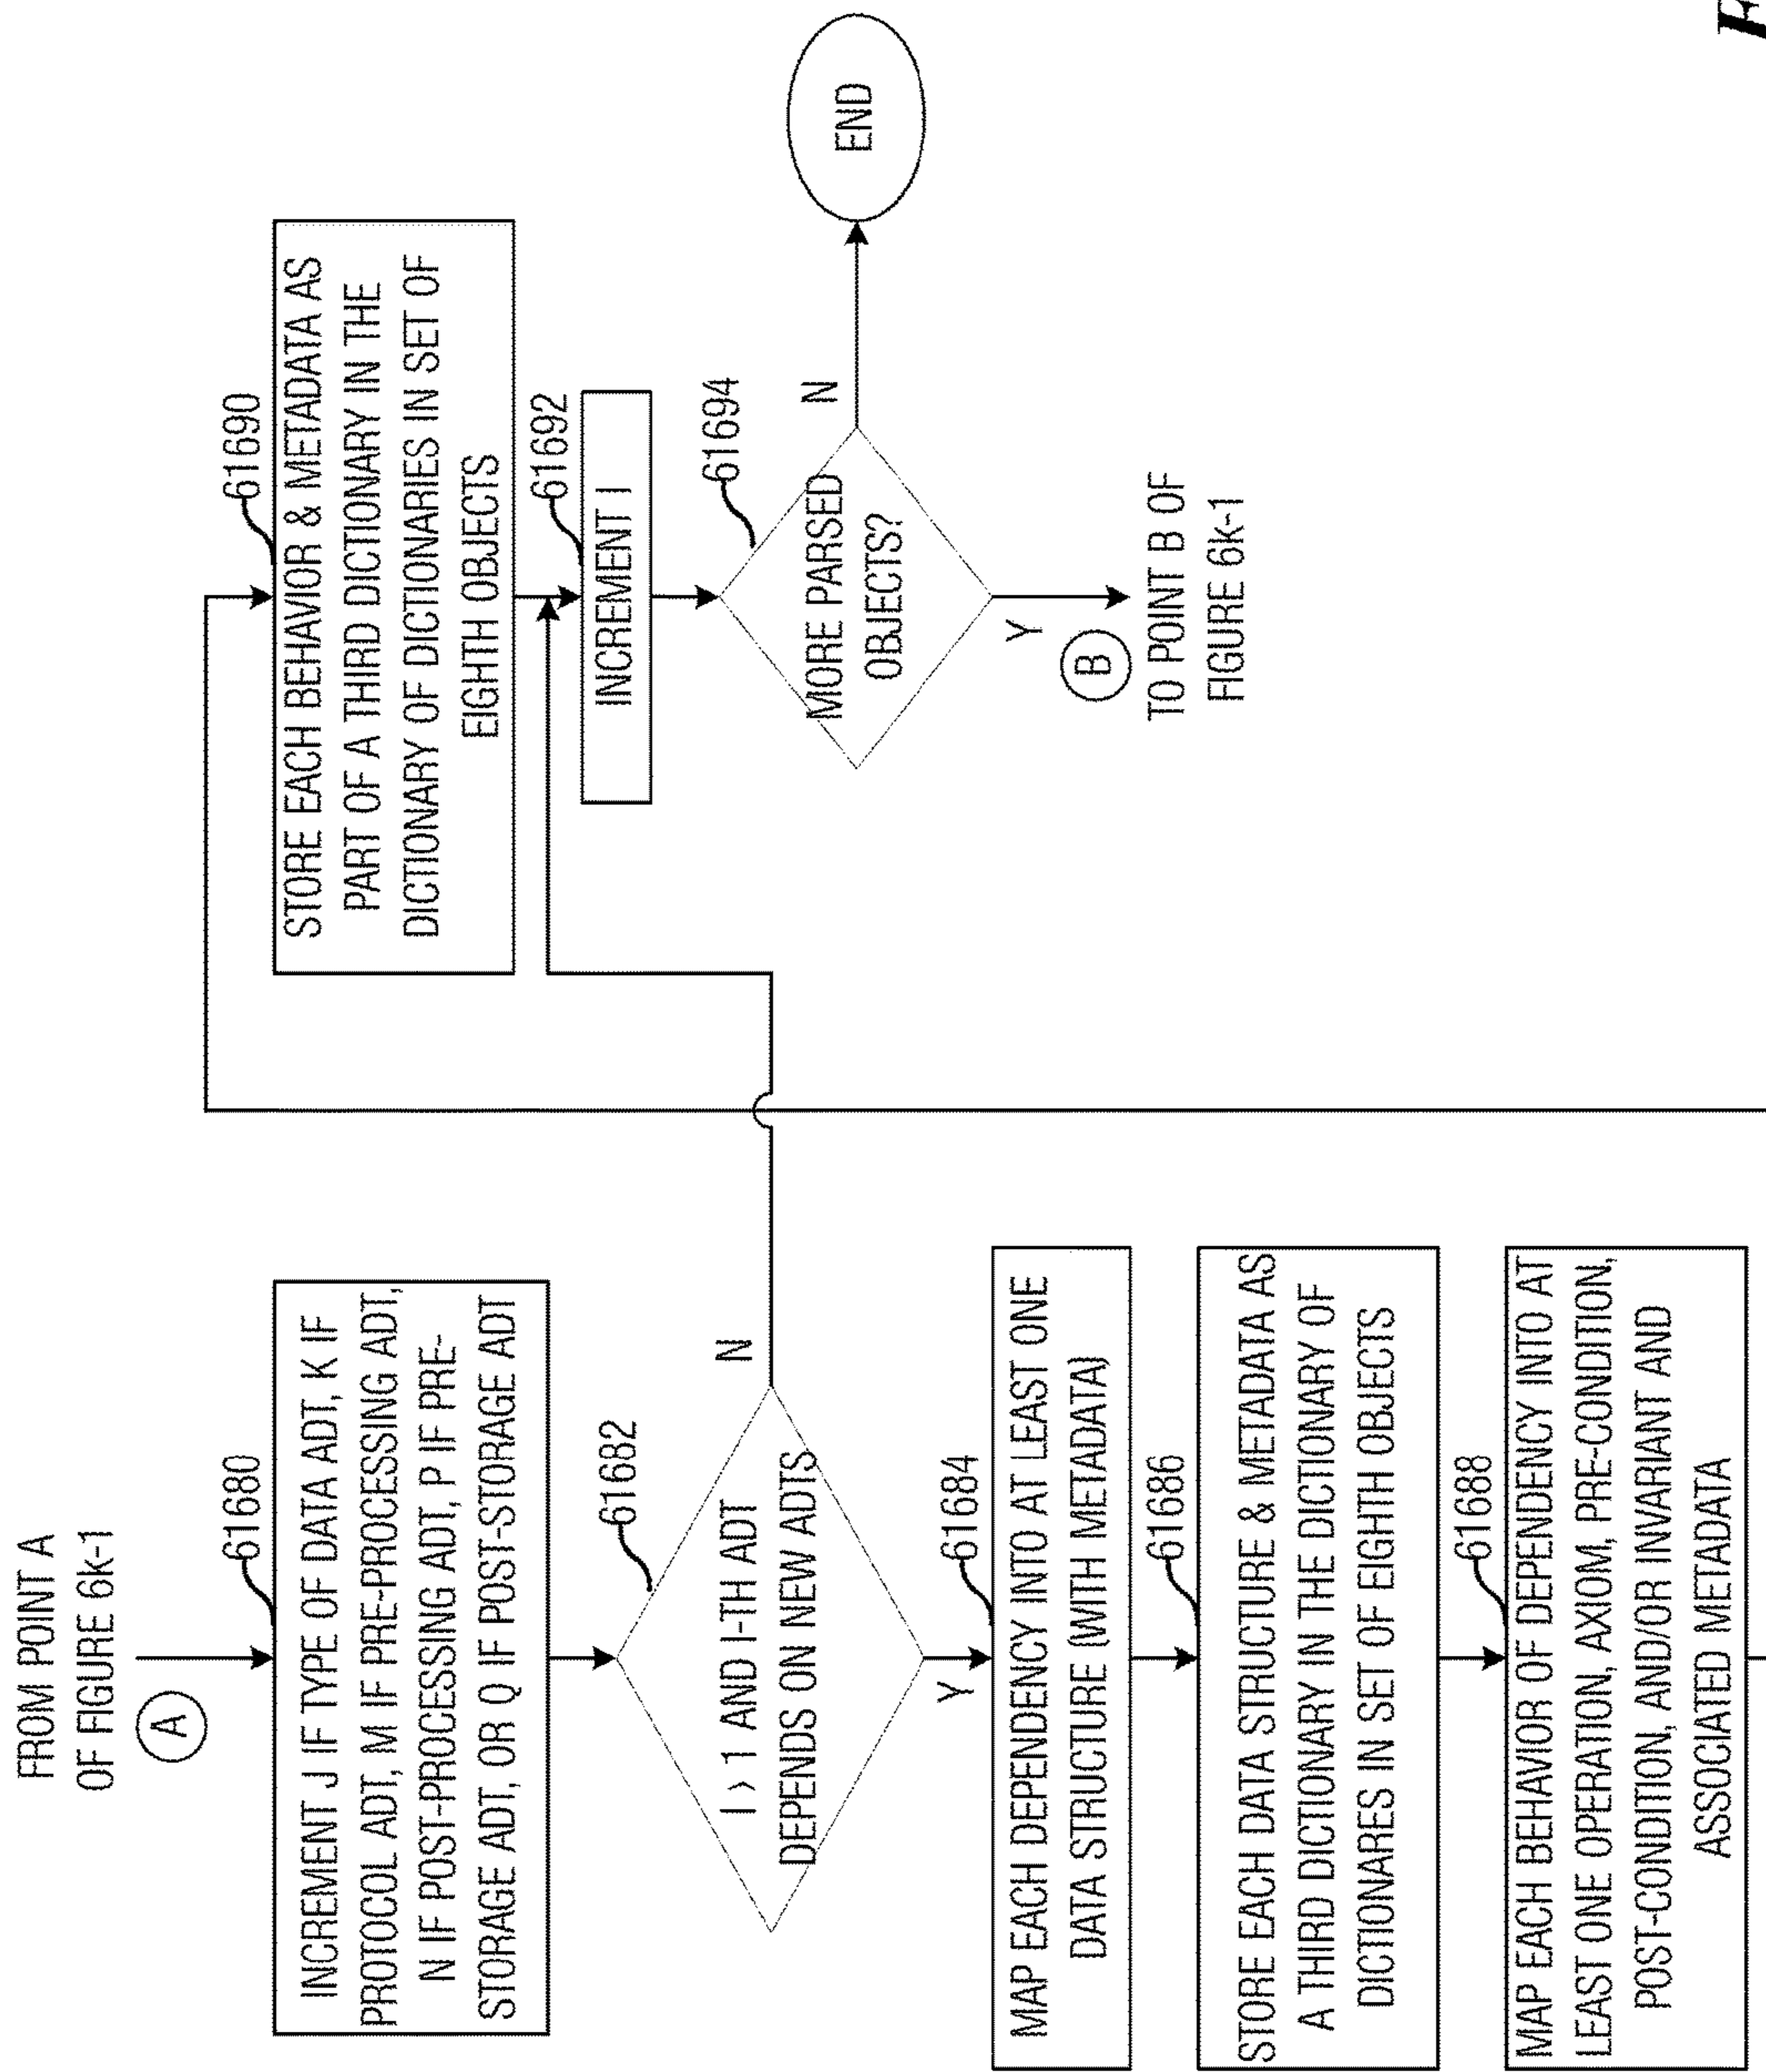 FROM POINT A
OF FIGURE 6k-1
A
61680
INCREMENT J IF TYPE OF DATA ADT, K IF
PROTOCOL ADT, M IF PRE-PROCESSING ADT,
N IF POST-PROCESSING ADT, P IF PRE-
STORAGE ADT, OR Q IF POST-STORAGE ADT
61682
I > 1 AND I-TH ADT
DEPENDS ON NEW ADTS
N
Y
61684
MAP EACH DEPENDENCY INTO AT LEAST ONE
DATA STRUCTURE (WITH METADATA)
61686
STORE EACH DATA STRUCTURE & METADATA AS
A THIRD DICTIONARY IN THE DICTIONARY OF
DICTIONARES IN SET OF EIGHTH OBJECTS
61688
MAP EACH BEHAVIOR OF DEPENDENCY INTO AT
LEAST ONE OPERATION, AXIOM, PRE-CONDITION,
POST-CONDITION, AND/OR INVARIANT AND
ASSOCIATED METADATA
61690
STORE EACH BEHAVIOR & METADATA AS
PART OF A THIRD DICTIONARY IN THE
DICTIONARY OF DICTIONARIES IN SET OF
EIGHTH OBJECTS
61692
INCREMENT I
61694
MORE PARSED
OBJECTS?
N
END
Y
B
TO POINT B OF
FIGURE 6K-1